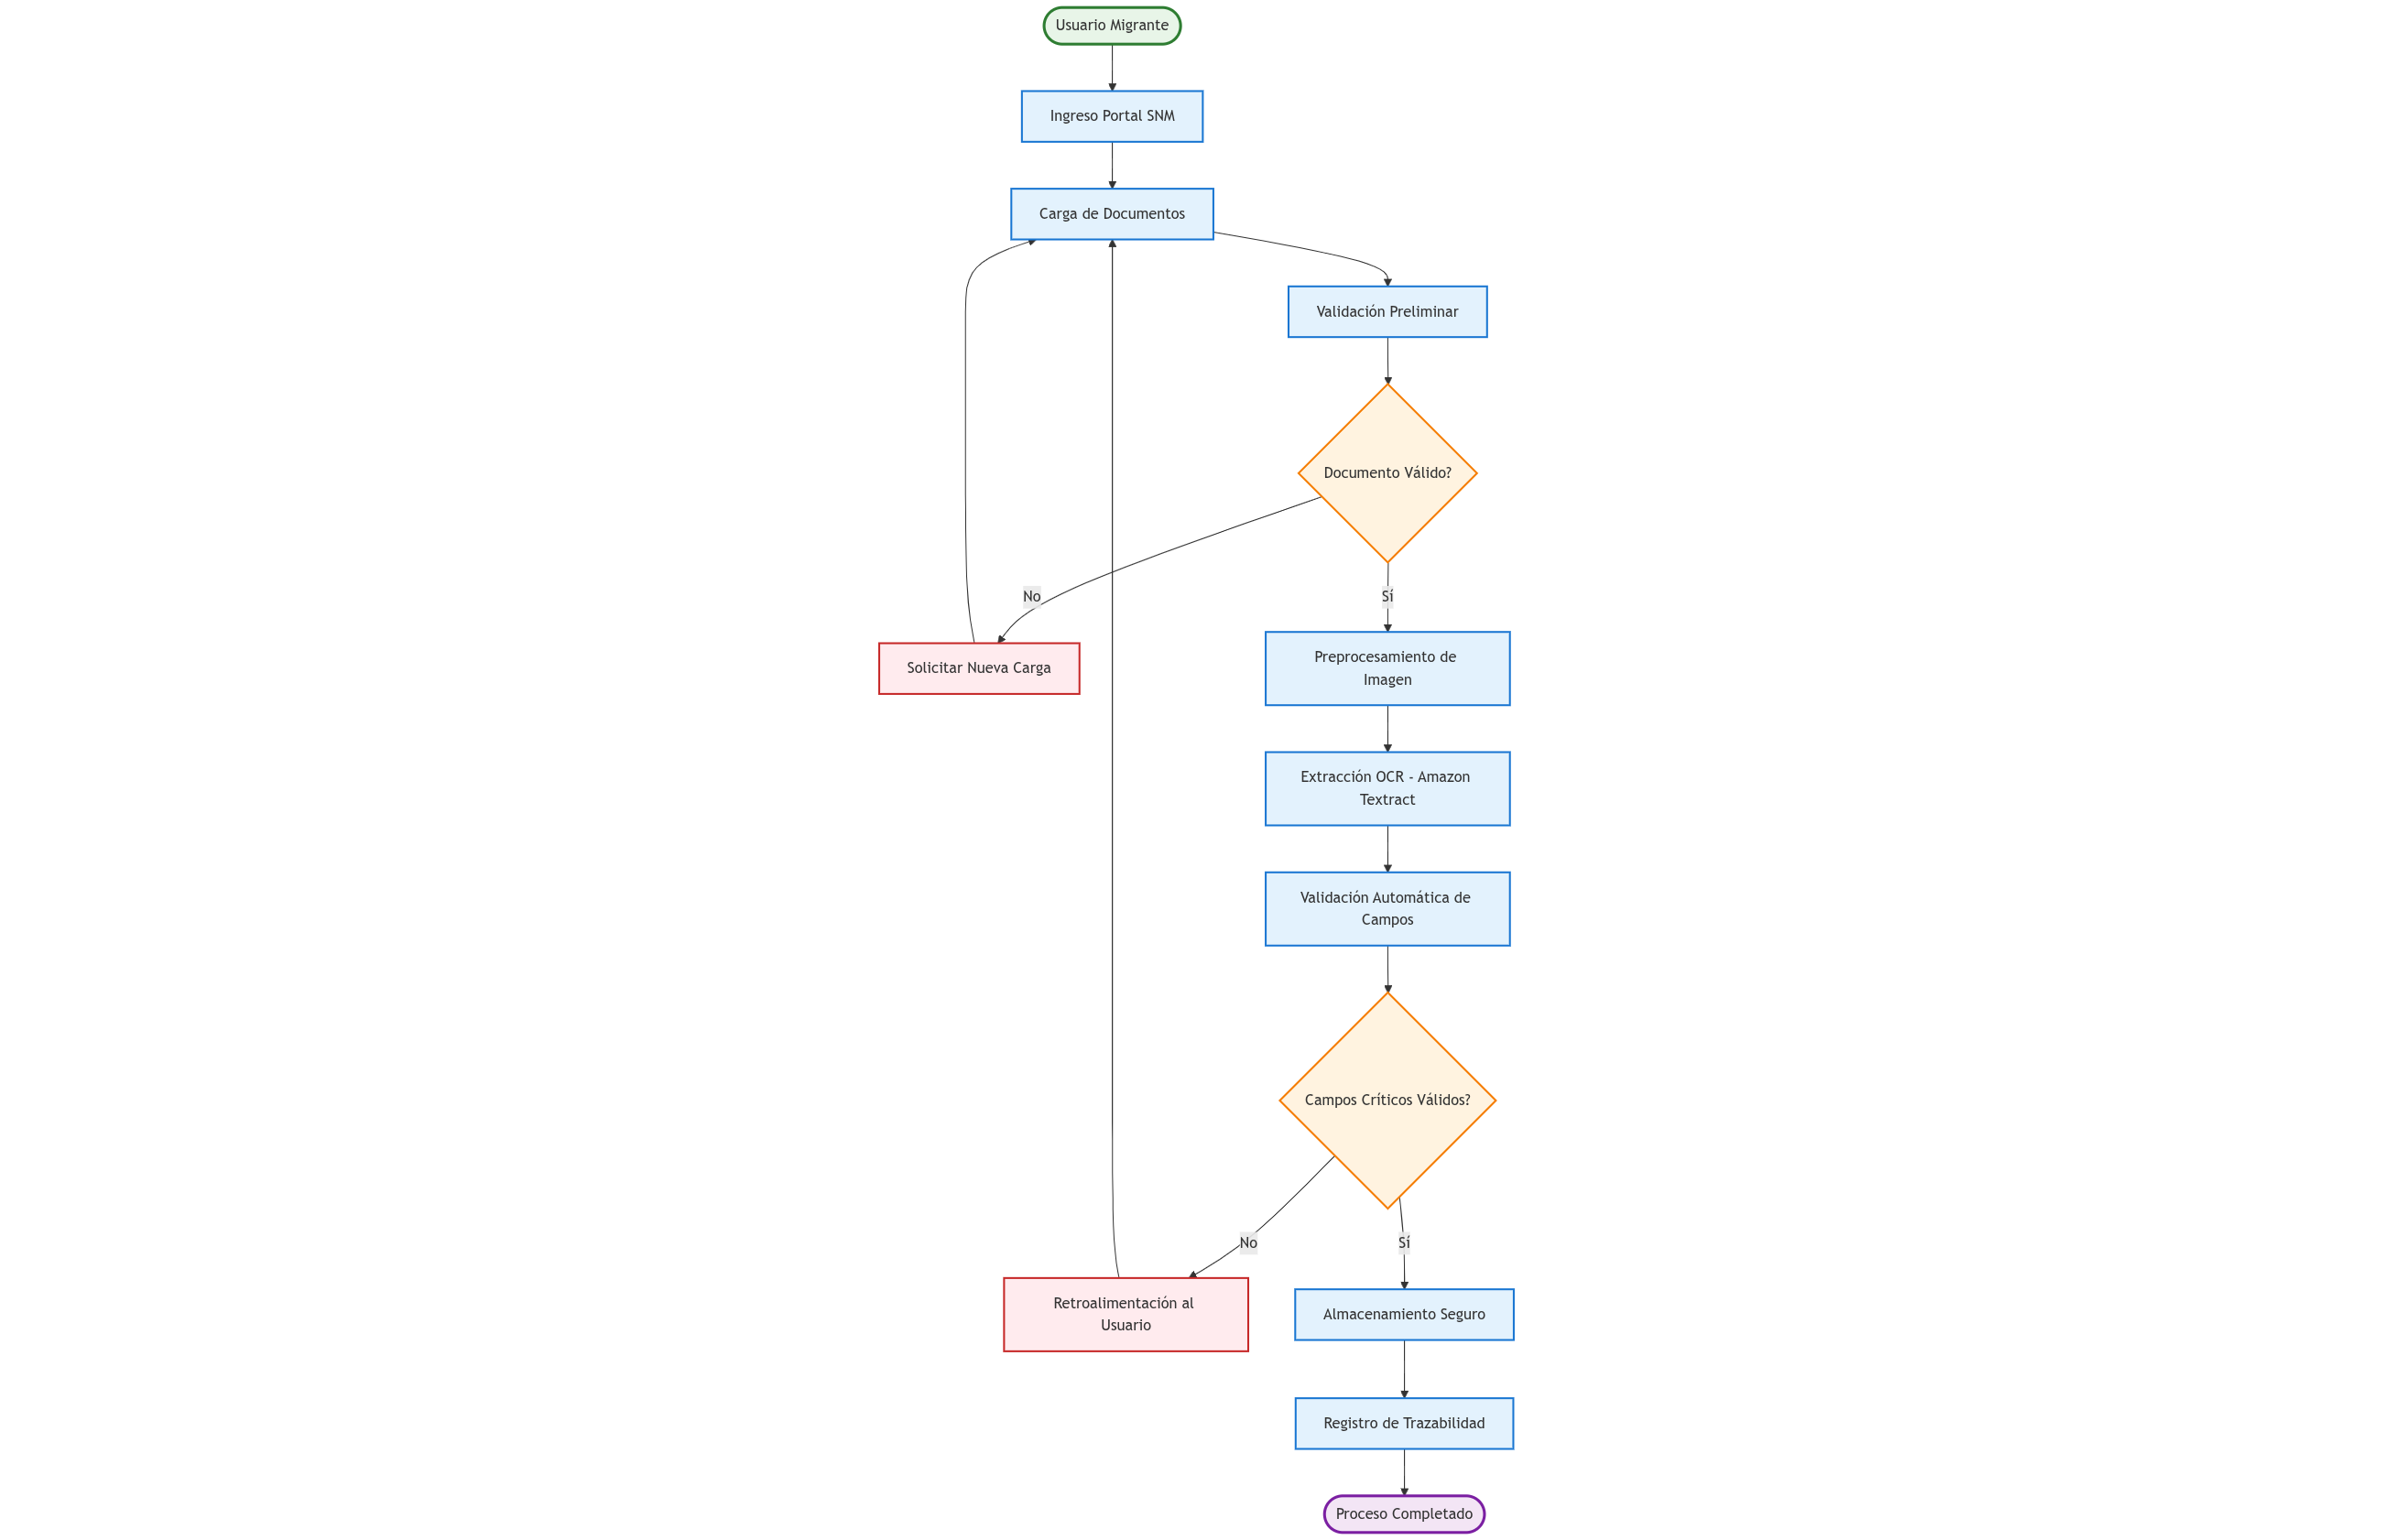 Usuario Migrante
Ingreso Portal SNM
Carga de Documentos
Validación Preliminar
Documento Válido?
No
Sí
Solicitar Nueva Carga
Preprocesamiento de
Imagen
Extracción OCR - Amazon
Textract
Validación Automática de
Campos
Campos Críticos Válidos?
No
Sí
Retroalimentación al
Usuario
Almacenamiento Seguro
Registro de Trazabilidad
Proceso Completado